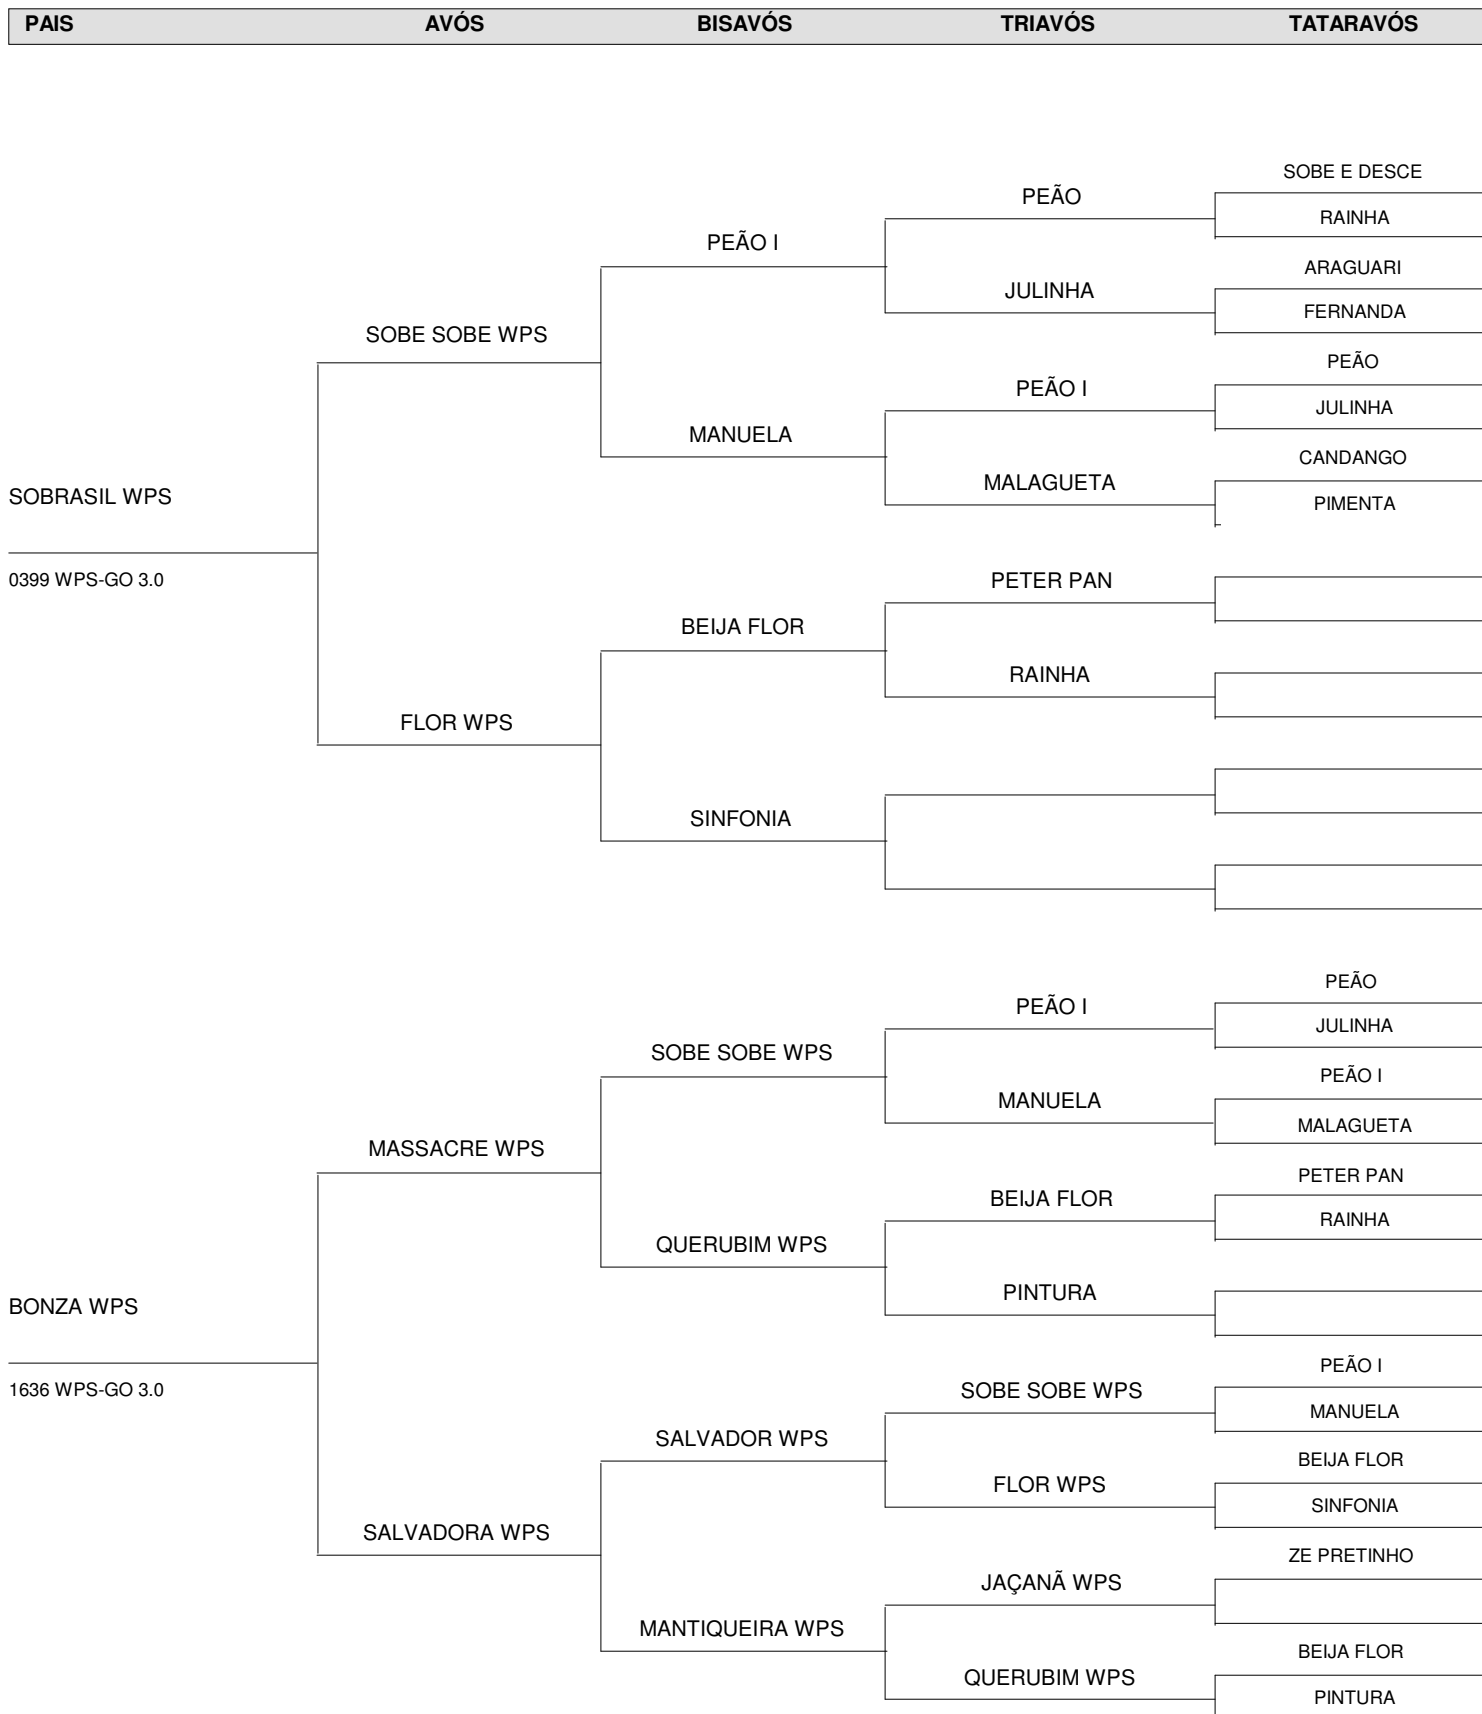 PAIS AVÓS BISAVÓS TRIAVÓS TATARAVÓS
SOBE E DESCE
PEÃO
RAINHA
PEÃO I
ARAGUARI
JULINHA
FERNANDA
SOBE SOBE WPS
PEÃO
PEÃO I
JULINHA
MANUELA
CANDANGO
MALAGUETA
SOBRASIL WPS
PIMENTA
0399 WPS-GO 3.0
PETER PAN
BEIJA FLOR
RAINHA
FLOR WPS
SINFONIA
PEÃO
PEÃO I
JULINHA
SOBE SOBE WPS
PEÃO I
MANUELA
MALAGUETA
MASSACRE WPS
PETER PAN
BEIJA FLOR
RAINHA
QUERUBIM WPS
PINTURA
BONZA WPS
PEÃO I
1636 WPS-GO 3.0
SOBE SOBE WPS
MANUELA
SALVADOR WPS
BEIJA FLOR
FLOR WPS
SINFONIA
SALVADORA WPS
ZE PRETINHO
JAÇANÃ WPS
MANTIQUEIRA WPS
BEIJA FLOR
QUERUBIM WPS
PINTURA